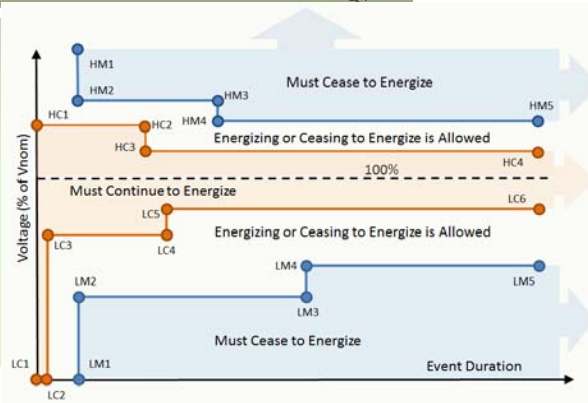 HM1
Must Cease to Energize
HM2
HM3
HM4
HM5
HC1
HC2
Energizing or Ceasing to Energize is Allowed
HC3
HC4
100%
Must Continue to Energize
LC5
LC6
LC3
LC4
Energizing or Ceasing to Energize is Allowed
LM2
LM4
LM5
LM3
Must Cease to Energize
LC1
LM1
Event Duration
LC2
Voltage (% of Vnom)